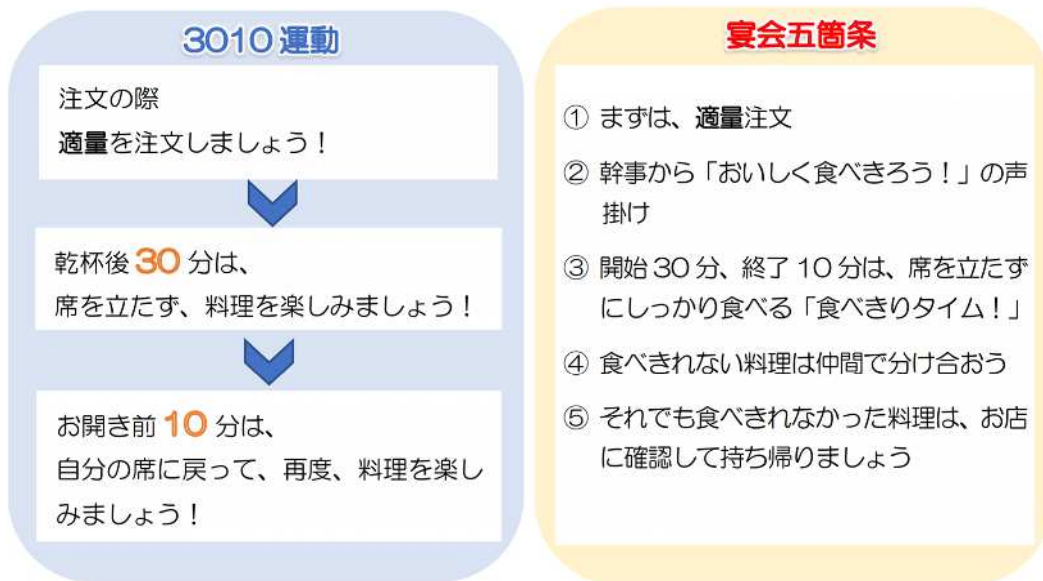 3010運動
注文の際
適量を注文しましょう!
乾杯後30分は、
席を立たず、料理を楽しみましょう!
お開き前10分は、
自分の席に戻って、再度、料理を楽し
みましょう!
宴会五箇条
① まずは、適量注文
② 幹事から「おいしく食べきろう!」の声
掛け
③ 開始30分、終了10分は、席を立たず
にしっかり食べる「食べきりタイム!」
④ 食べきれない料理は仲間で分け合おう
⑤ それでも食べきれなかった料理は、お店
に確認して持ち帰りましょう